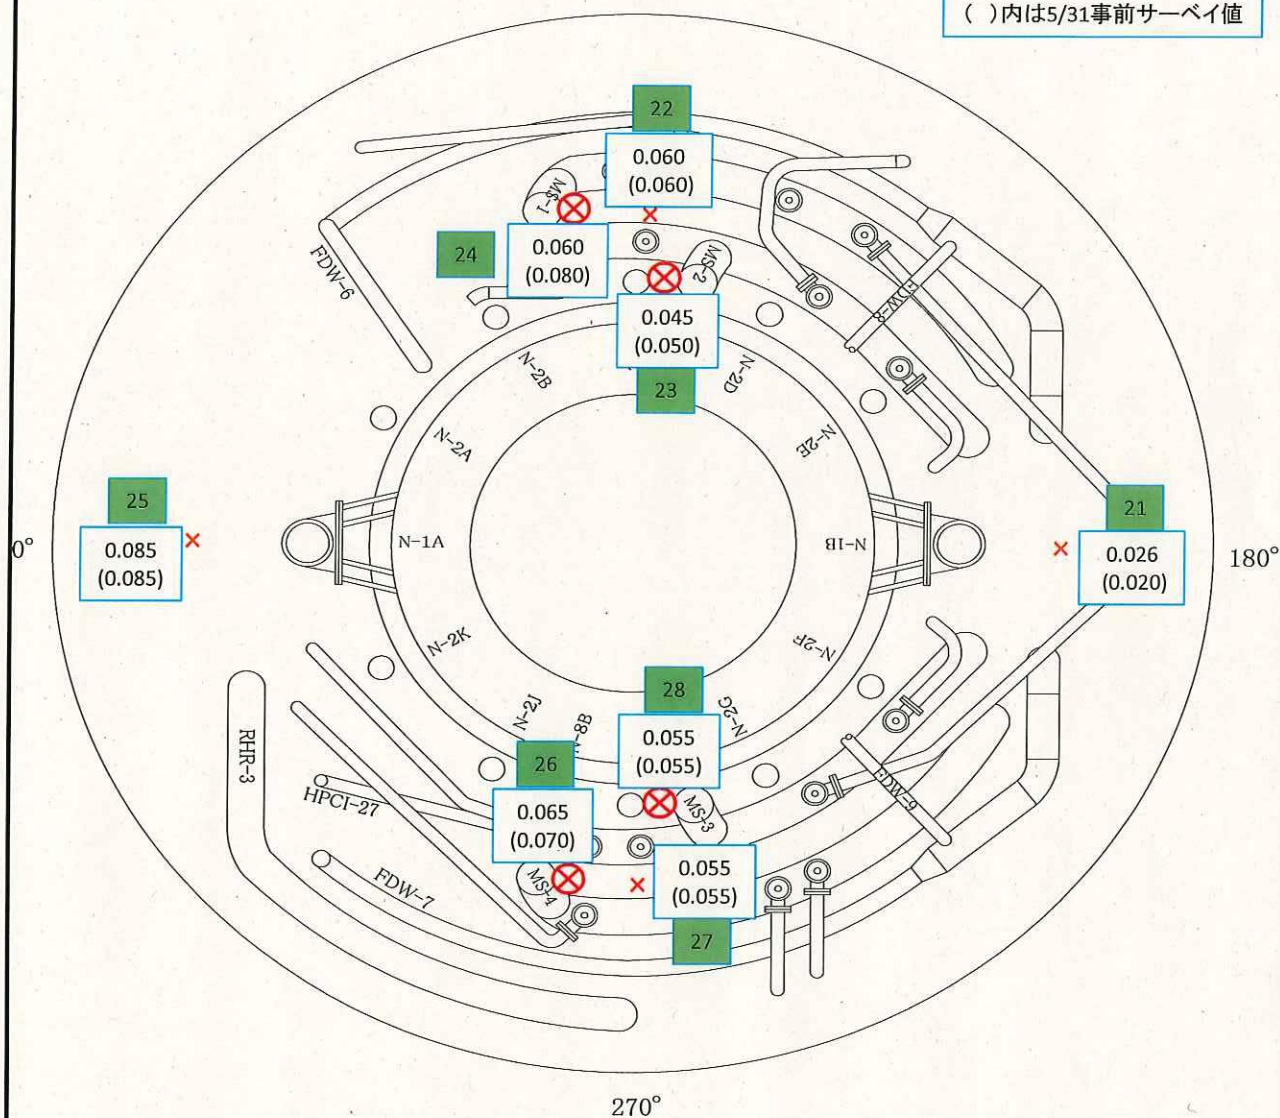 ( )内は5/31事前サーベイ値
22
0.060
(0.060)
MS-1
24
0.060
(0.080)
MS-2
FDW-6
FDW-8
0.045
(0.050)
23
N-2B
N-2D
N-2A
N-2E
25
0.085
(0.085)
0°
N-1A
N-1B
21
0.026
(0.020)
180°
N-2K
N-2F
28
0.055
(0.055)
N-2J
N-8B
N-2G
26
0.065
(0.070)
RHR-3
HPCI-27
MS-3
FDW-9
0.055
(0.055)
27
FDW-7
MS-4
270°